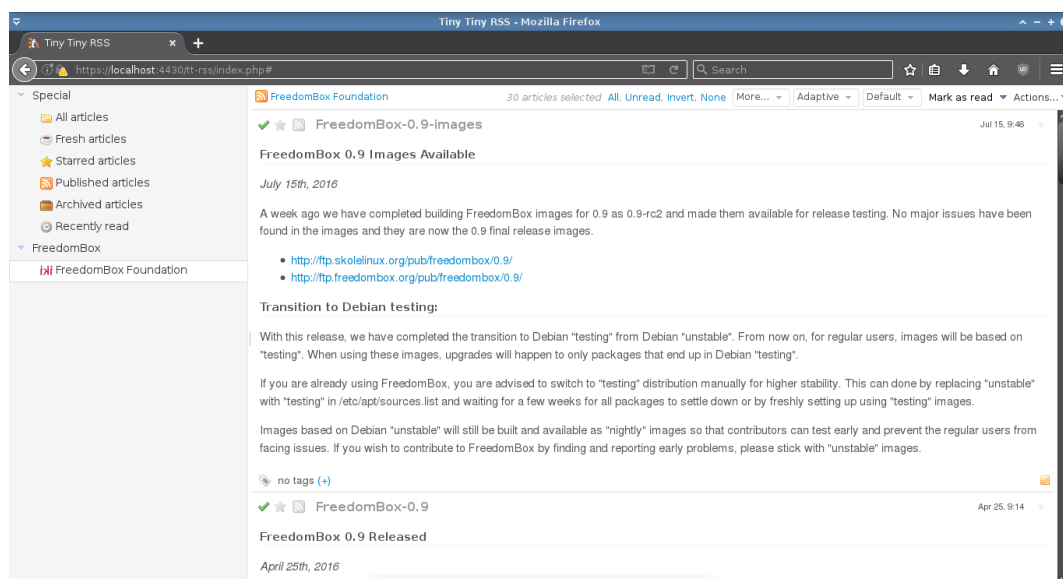 Tiny Tiny RSS - Mozilla Firefox
Tiny Tiny RSS
https://localhost:4430/tt-rss/index.php#
Search
Special
All articles
Fresh articles
Starred articles
Published articles
Archived articles
Recently read
FreedomBox
FreedomBox Foundation
FreedomBox Foundation 30 articles selected All, Unread, Invert, None More... Adaptive Default Mark as read Actions...
FreedomBox-0.9-images Jul 15, 9:46
FreedomBox 0.9 Images Available
July 15th, 2016
A week ago we have completed building FreedomBox images for 0.9 as 0.9-rc2 and made them available for release testing. No major issues have been
found in the images and they are now the 0.9 final release images.
http://ftp.skolelinux.org/pub/freedombox/0.9/
http://ftp.freedombox.org/pub/freedombox/0.9/
Transition to Debian testing:
With this release, we have completed the transition to Debian "testing" from Debian "unstable". From now on, for regular users, images will be based on
"testing". When using these images, upgrades will happen to only packages that end up in Debian "testing".
If you are already using FreedomBox, you are advised to switch to "testing" distribution manually for higher stability. This can done by replacing "unstable"
with "testing" in /etc/apt/sources.list and waiting for a few weeks for all packages to settle down or by freshly setting up using "testing" images.
Images based on Debian "unstable" will still be built and available as "nightly" images so that contributors can test early and prevent the regular users from
facing issues. If you wish to contribute to FreedomBox by finding and reporting early problems, please stick with "unstable" images.
no tags (+)
FreedomBox-0.9 Apr 25, 9:14
FreedomBox 0.9 Released
April 25th, 2016